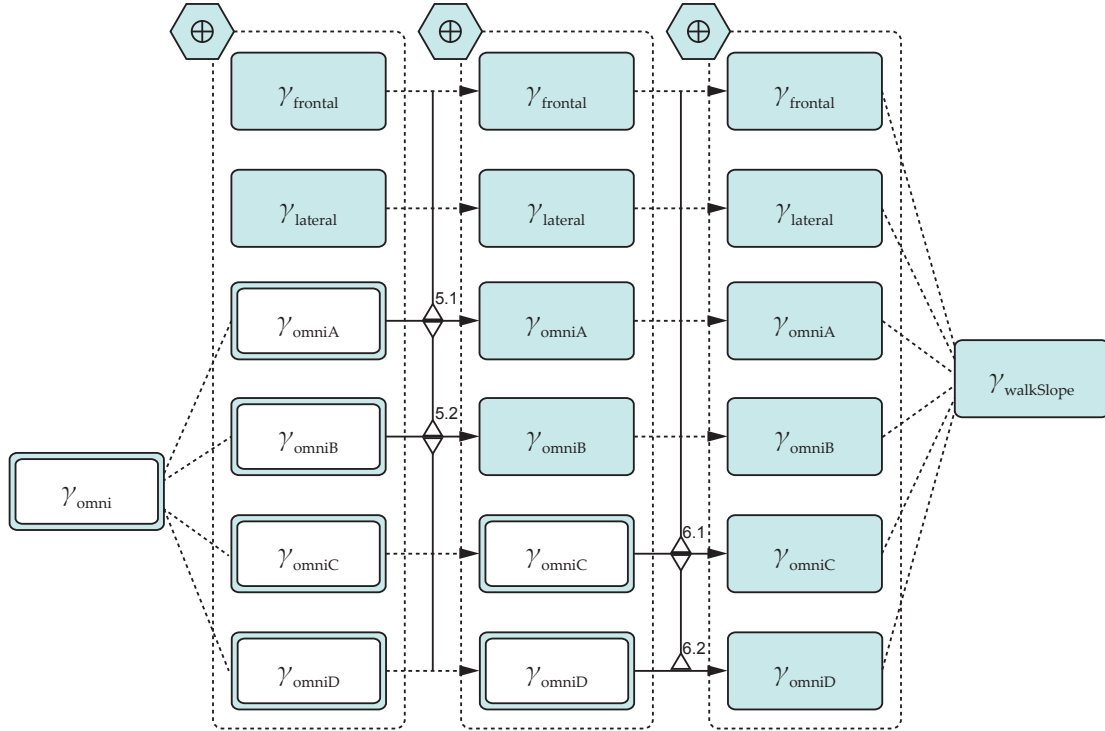 ⊕ ⊕ ⊕
γfrontal γfrontal γfrontal
γlateral γlateral γlateral
5.1
γomniA γomniA γomniA
γwalkSlope
5.2
γomniB γomniB γomniB
γomni
6.1
γomniC γomniC γomniC
6.2
γomniD γomniD γomniD